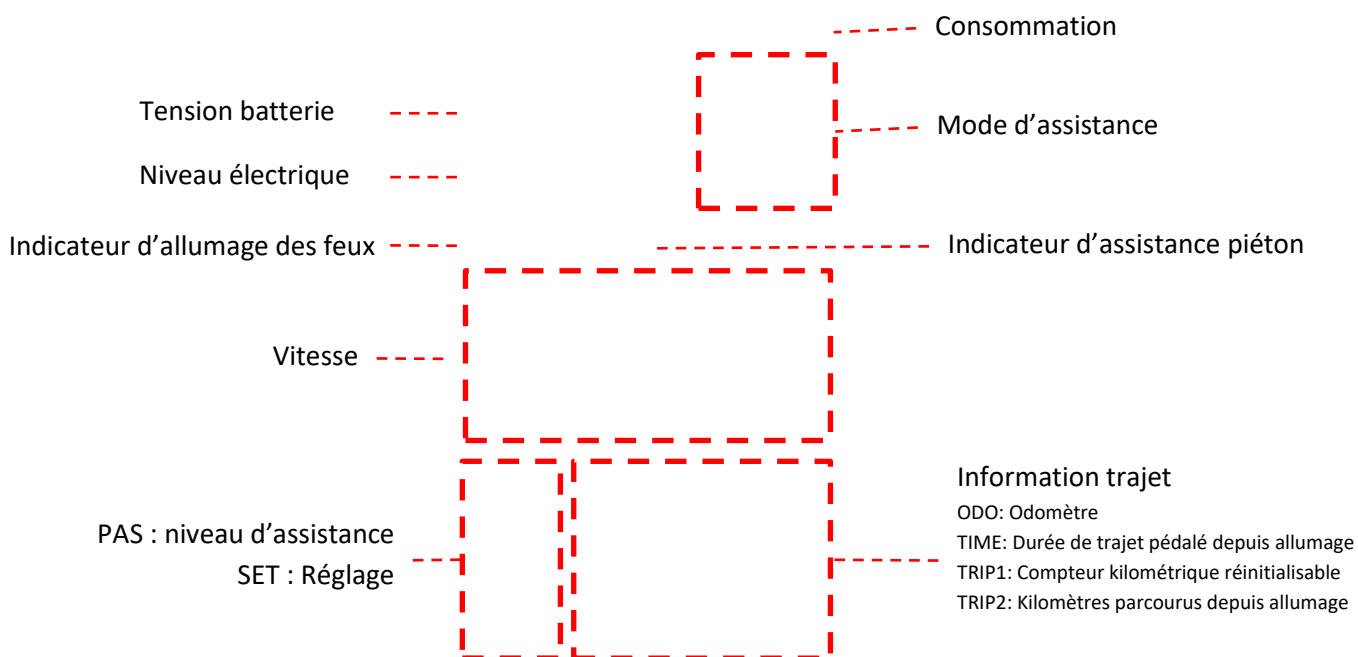 Consommation
Tension batterie
Mode d’assistance
Niveau électrique
Indicateur d’allumage des feux
Indicateur d’assistance piéton
Vitesse
PAS : niveau d’assistance
SET : Réglage
Information trajet
ODO: Odomètre
TIME: Durée de trajet pédalé depuis allumage
TRIP1: Compteur kilométrique réinitialisable
TRIP2: Kilomètres parcourus depuis allumage